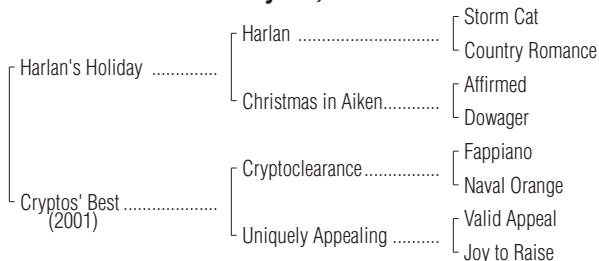 Storm Cat
Harlan ....................................
Country Romance
Harlan's Holiday ..............
Affirmed
Christmas in Aiken............
Dowager
Fappiano
Cryptoclearance................
Naval Orange
Cryptos' Best ....................
(2001)
Valid Appeal
Uniquely Appealing ..........
Joy to Raise